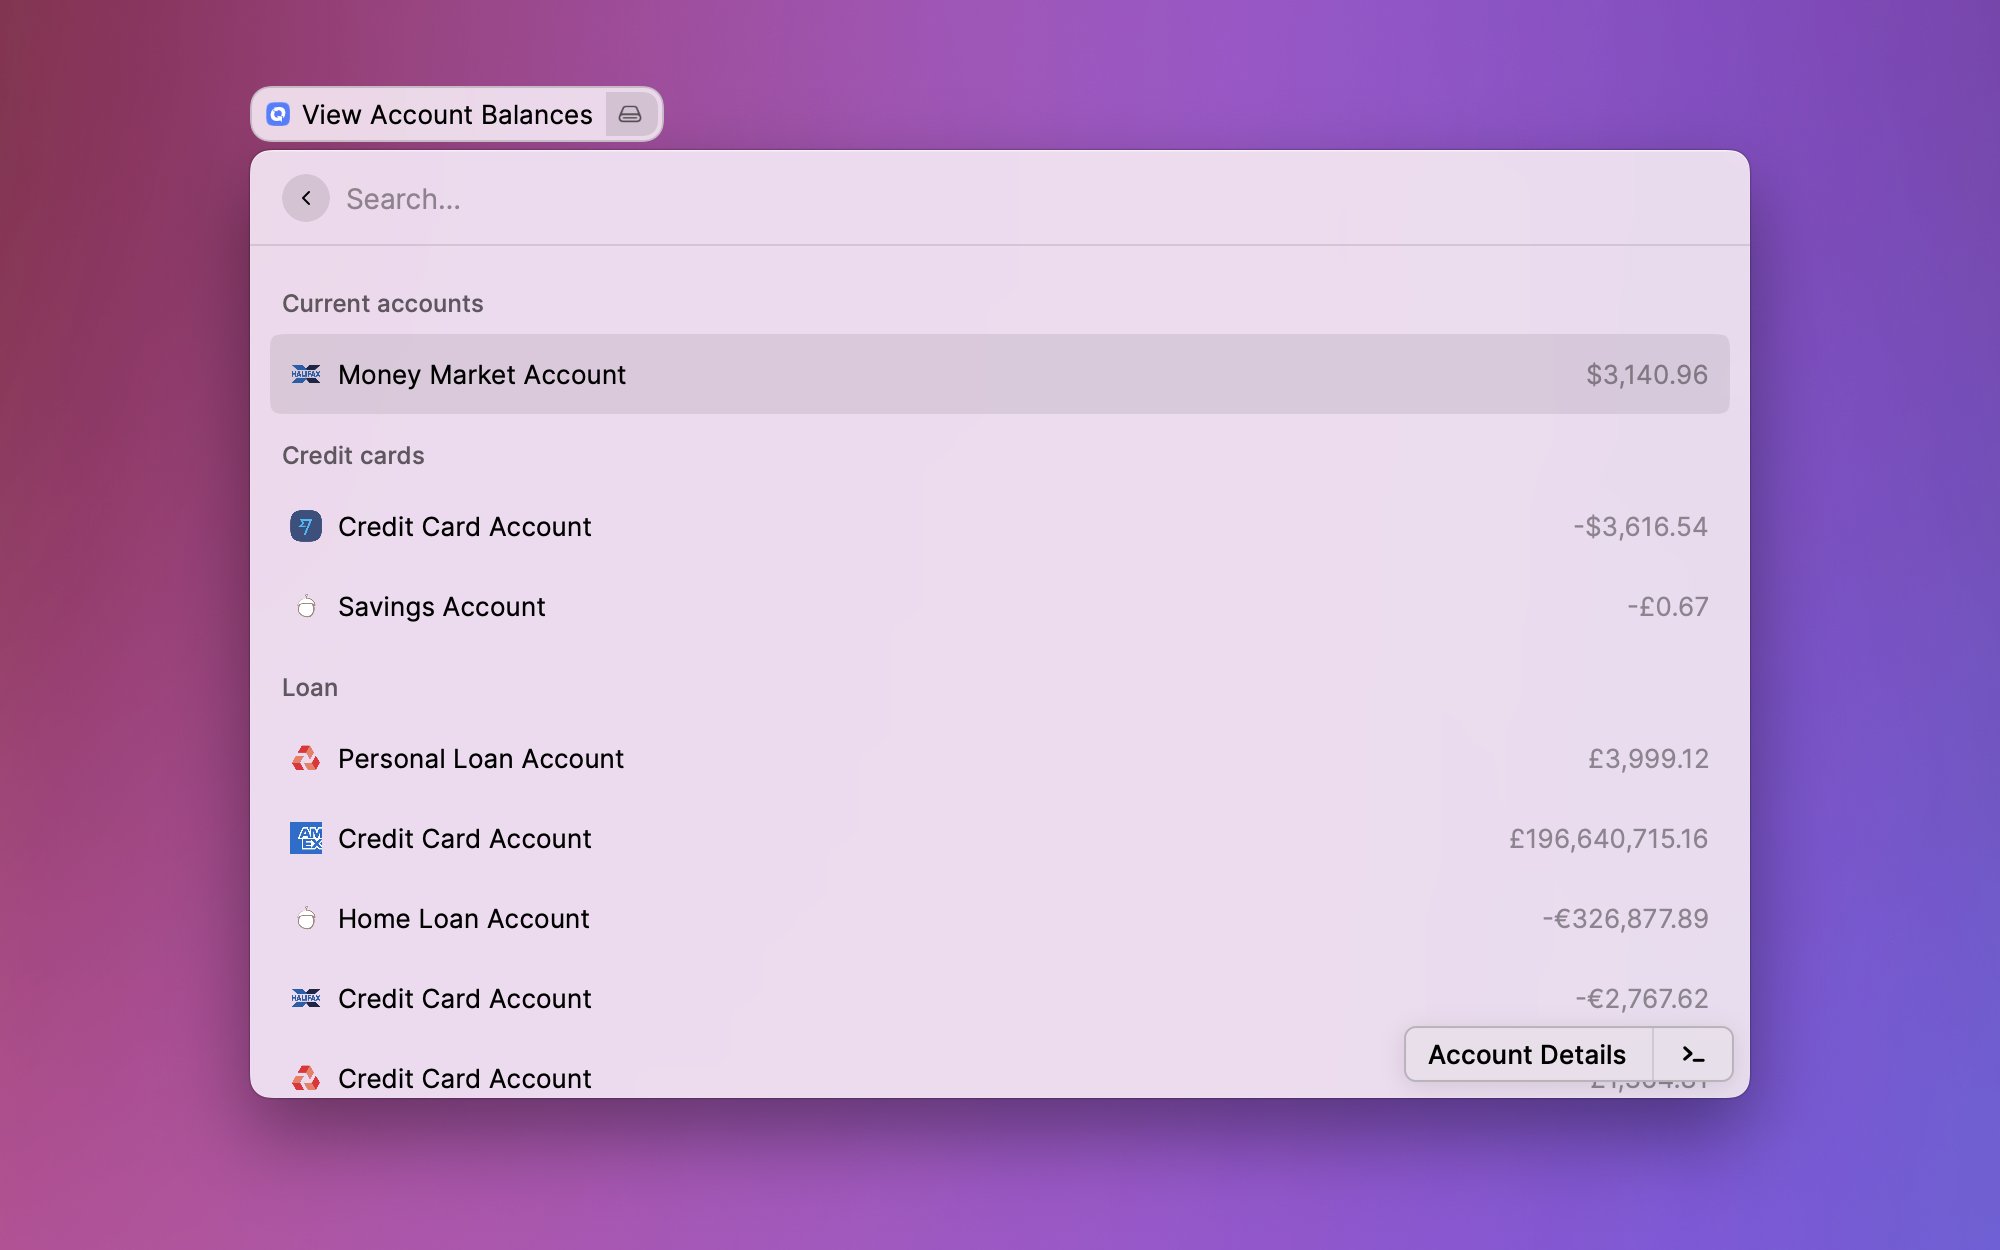 View Account Balances
Search...
Current accounts
HALIFAX Money Market Account $3,140.96
Credit cards
Credit Card Account -$3,616.54
Savings Account -£0.67
Loan
Personal Loan Account £3,999.12
AM EX Credit Card Account £196,640,715.16
Home Loan Account -€326,877.89
HALIFAX Credit Card Account -€2,767.62
Account Details >_
Credit Card Account